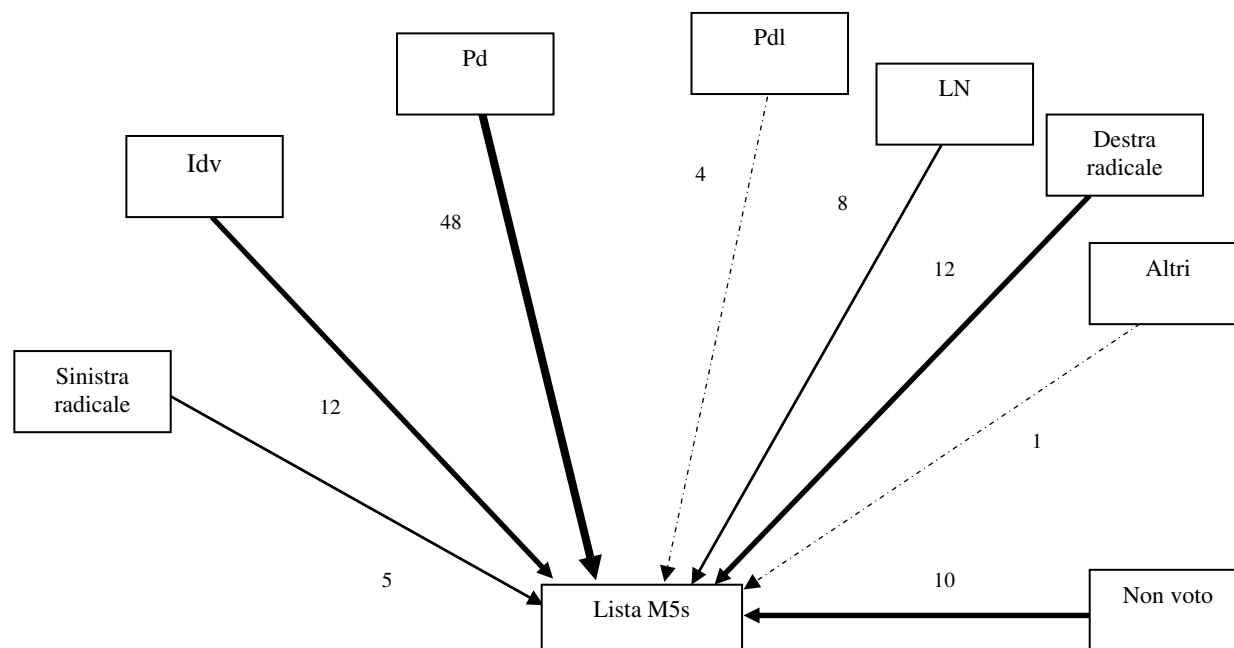 Pdl
Pd
LN
Destra
radicale
Idv
4
8
48
12
Altri
Sinistra
radicale
12
1
5
10
Non voto
Lista M5s